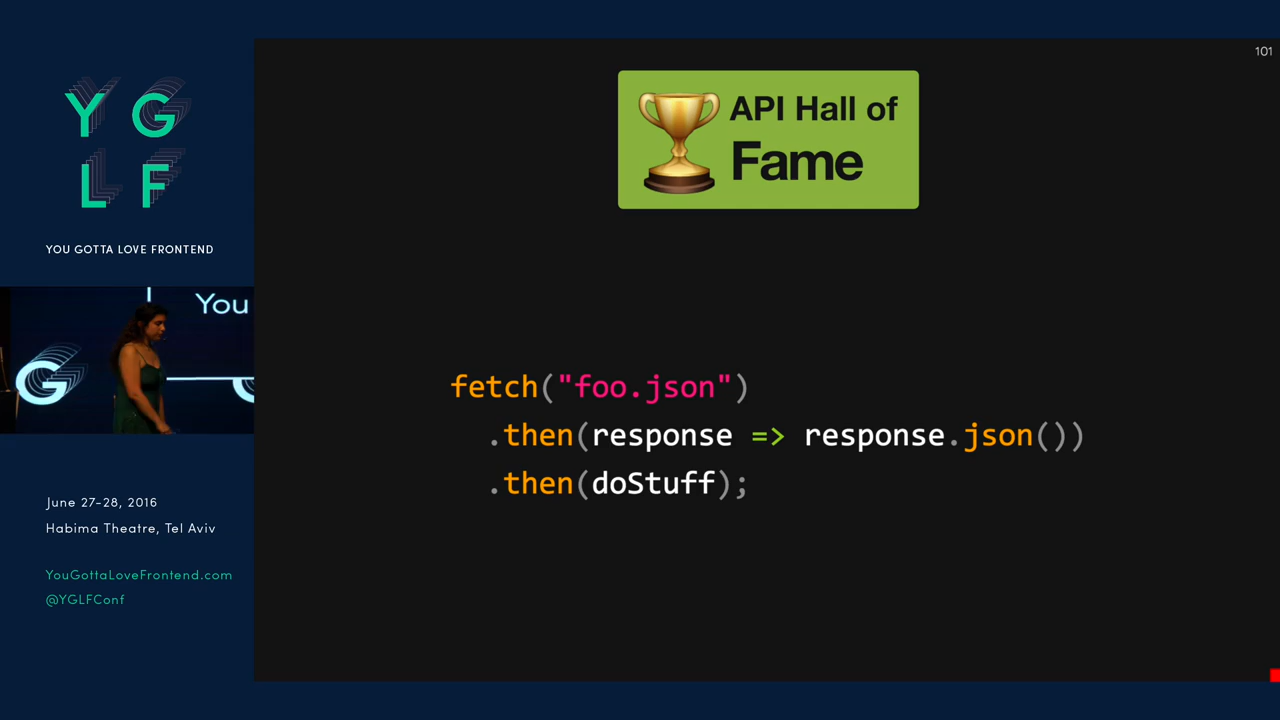 Y G
L F
YOU GOTTA LOVE FRONTEND
You
G
June 27-28, 2016
Habima Theatre, Tel Aviv
YouGottaLoveFrontend.com
@YGLFConf
101
API Hall of
Fame
fetch("foo.json")
.then(response => response.json())
.then(doStuff);